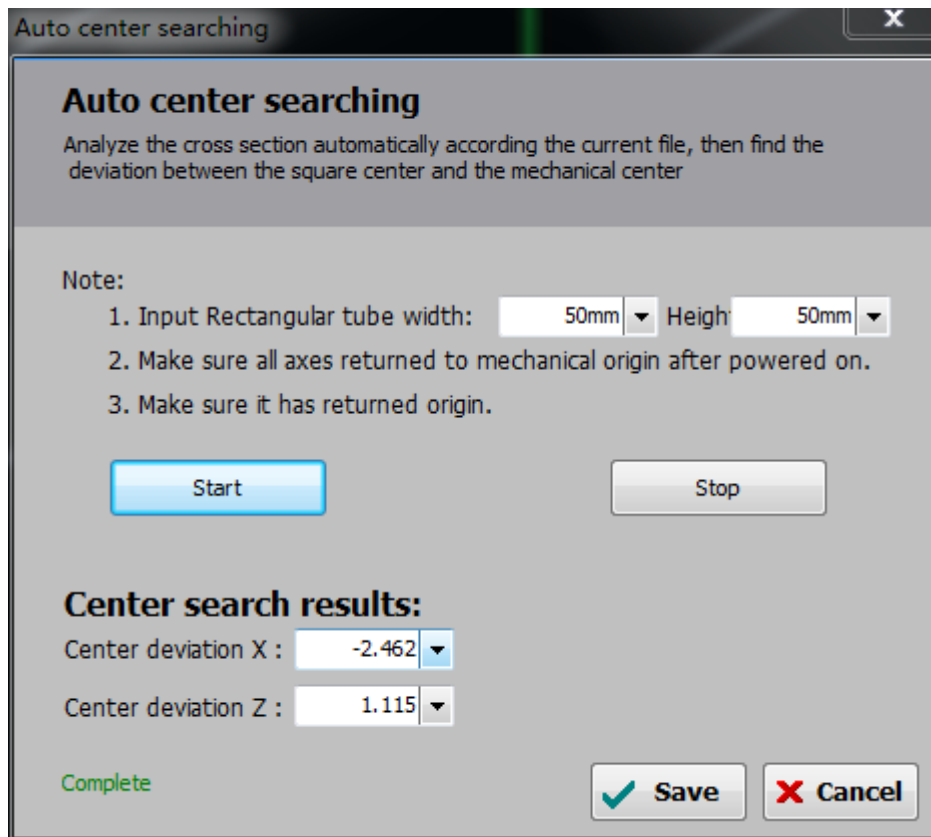 Auto center searching
x
Auto center searching
Analyze the cross section automatically according the current file, then find the
deviation between the square center and the mechanical center
Note:
1. Input Rectangular tube width: 50mm Heigh 50mm
2. Make sure all axes returned to mechanical origin after powered on.
3. Make sure it has returned origin.
Start Stop
Center search results:
Center deviation X : -2.462
Center deviation Z : 1.115
Complete Save Cancel